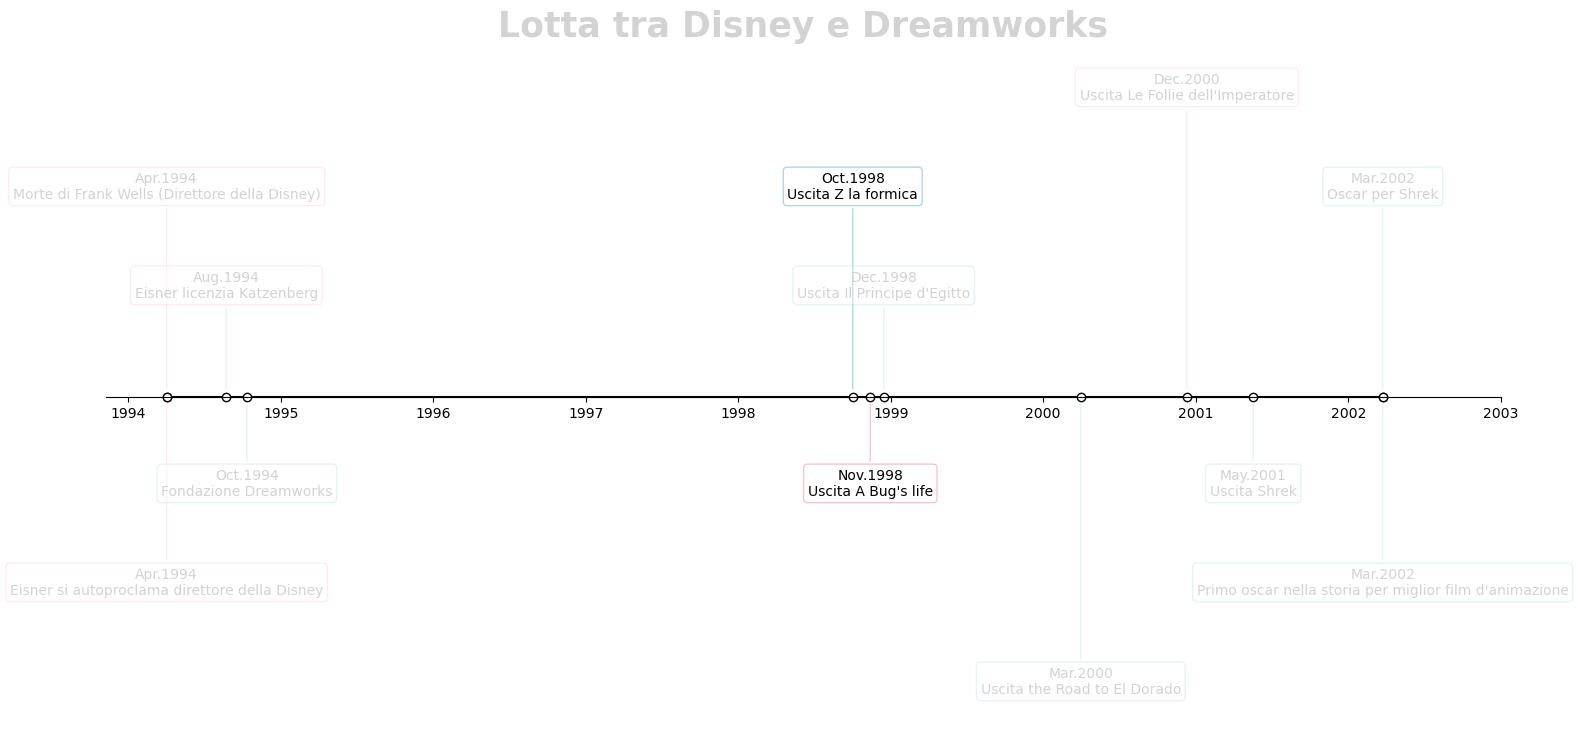 Lotta tra Disney e Dreamworks
Dec.2000
Uscita Le Follie dell'Imperatore
Apr.1994
Morte di Frank Wells (Direttore della Disney)
Oct.1998
Uscita Z la formica
Mar.2002
Oscar per Shrek
Aug.1994
Eisner licenzia Katzenberg
Dec.1998
Uscita Il Principe d'Egitto
1994
1995
1996
1997
1998
1999
2000
2001
2002
2003
Oct.1994
Fondazione Dreamworks
Nov.1998
Uscita A Bug's life
May.2001
Uscita Shrek
Apr.1994
Eisner si autoproclama direttore della Disney
Mar.2002
Primo oscar nella storia per miglior film d'animazione
Mar.2000
Uscita the Road to El Dorado